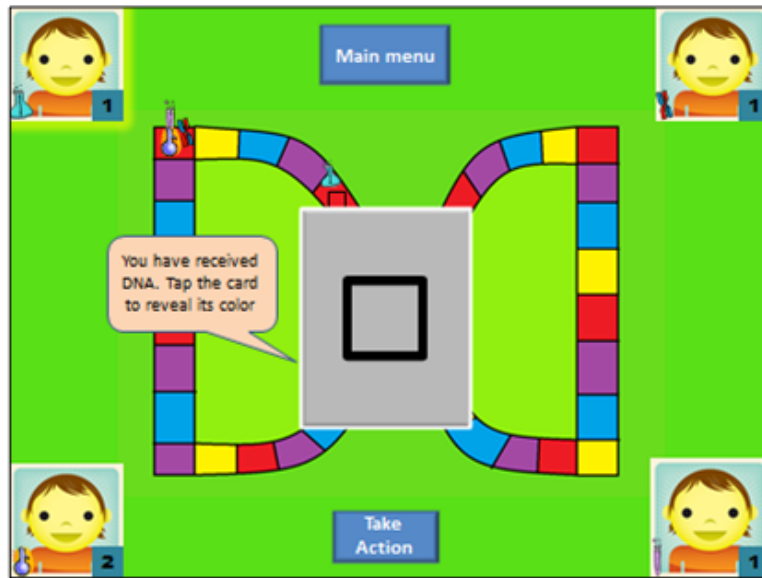 Main menu
1
1
You have received
DNA. Tap the card
to reveal its color
2
Take
Action
1